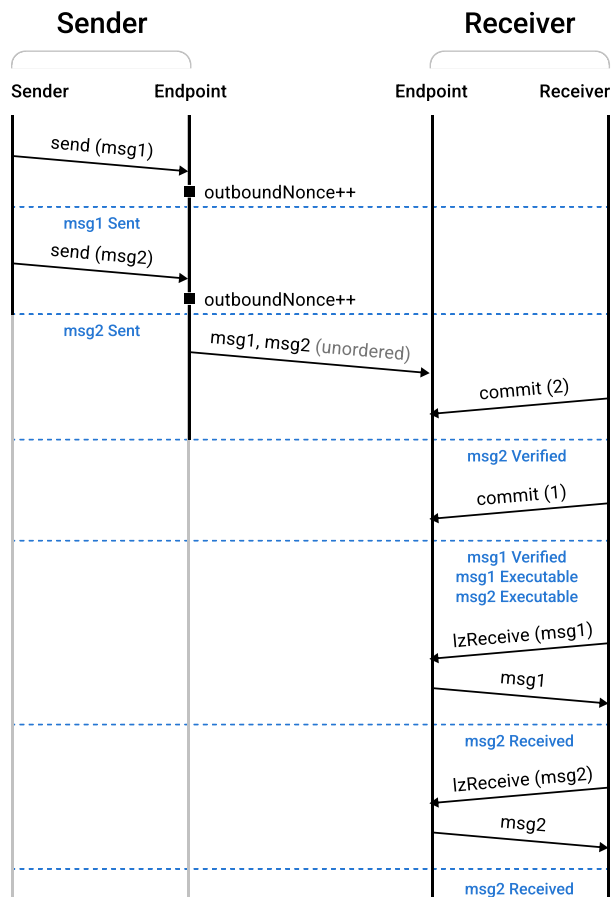 Sender Receiver
Sender Endpoint Endpoint Receiver
send (msg1)
outboundNonce++
msg1 Sent
send (msg2)
outboundNonce++
msg2 Sent
msg1, msg2 (unordered)
commit (2)
msg2 Verified
commit (1)
msg1 Verified
msg1 Executable
msg2 Executable
lzReceive (msg1)
msg1
msg2 Received
lzReceive (msg2)
msg2
msg2 Received